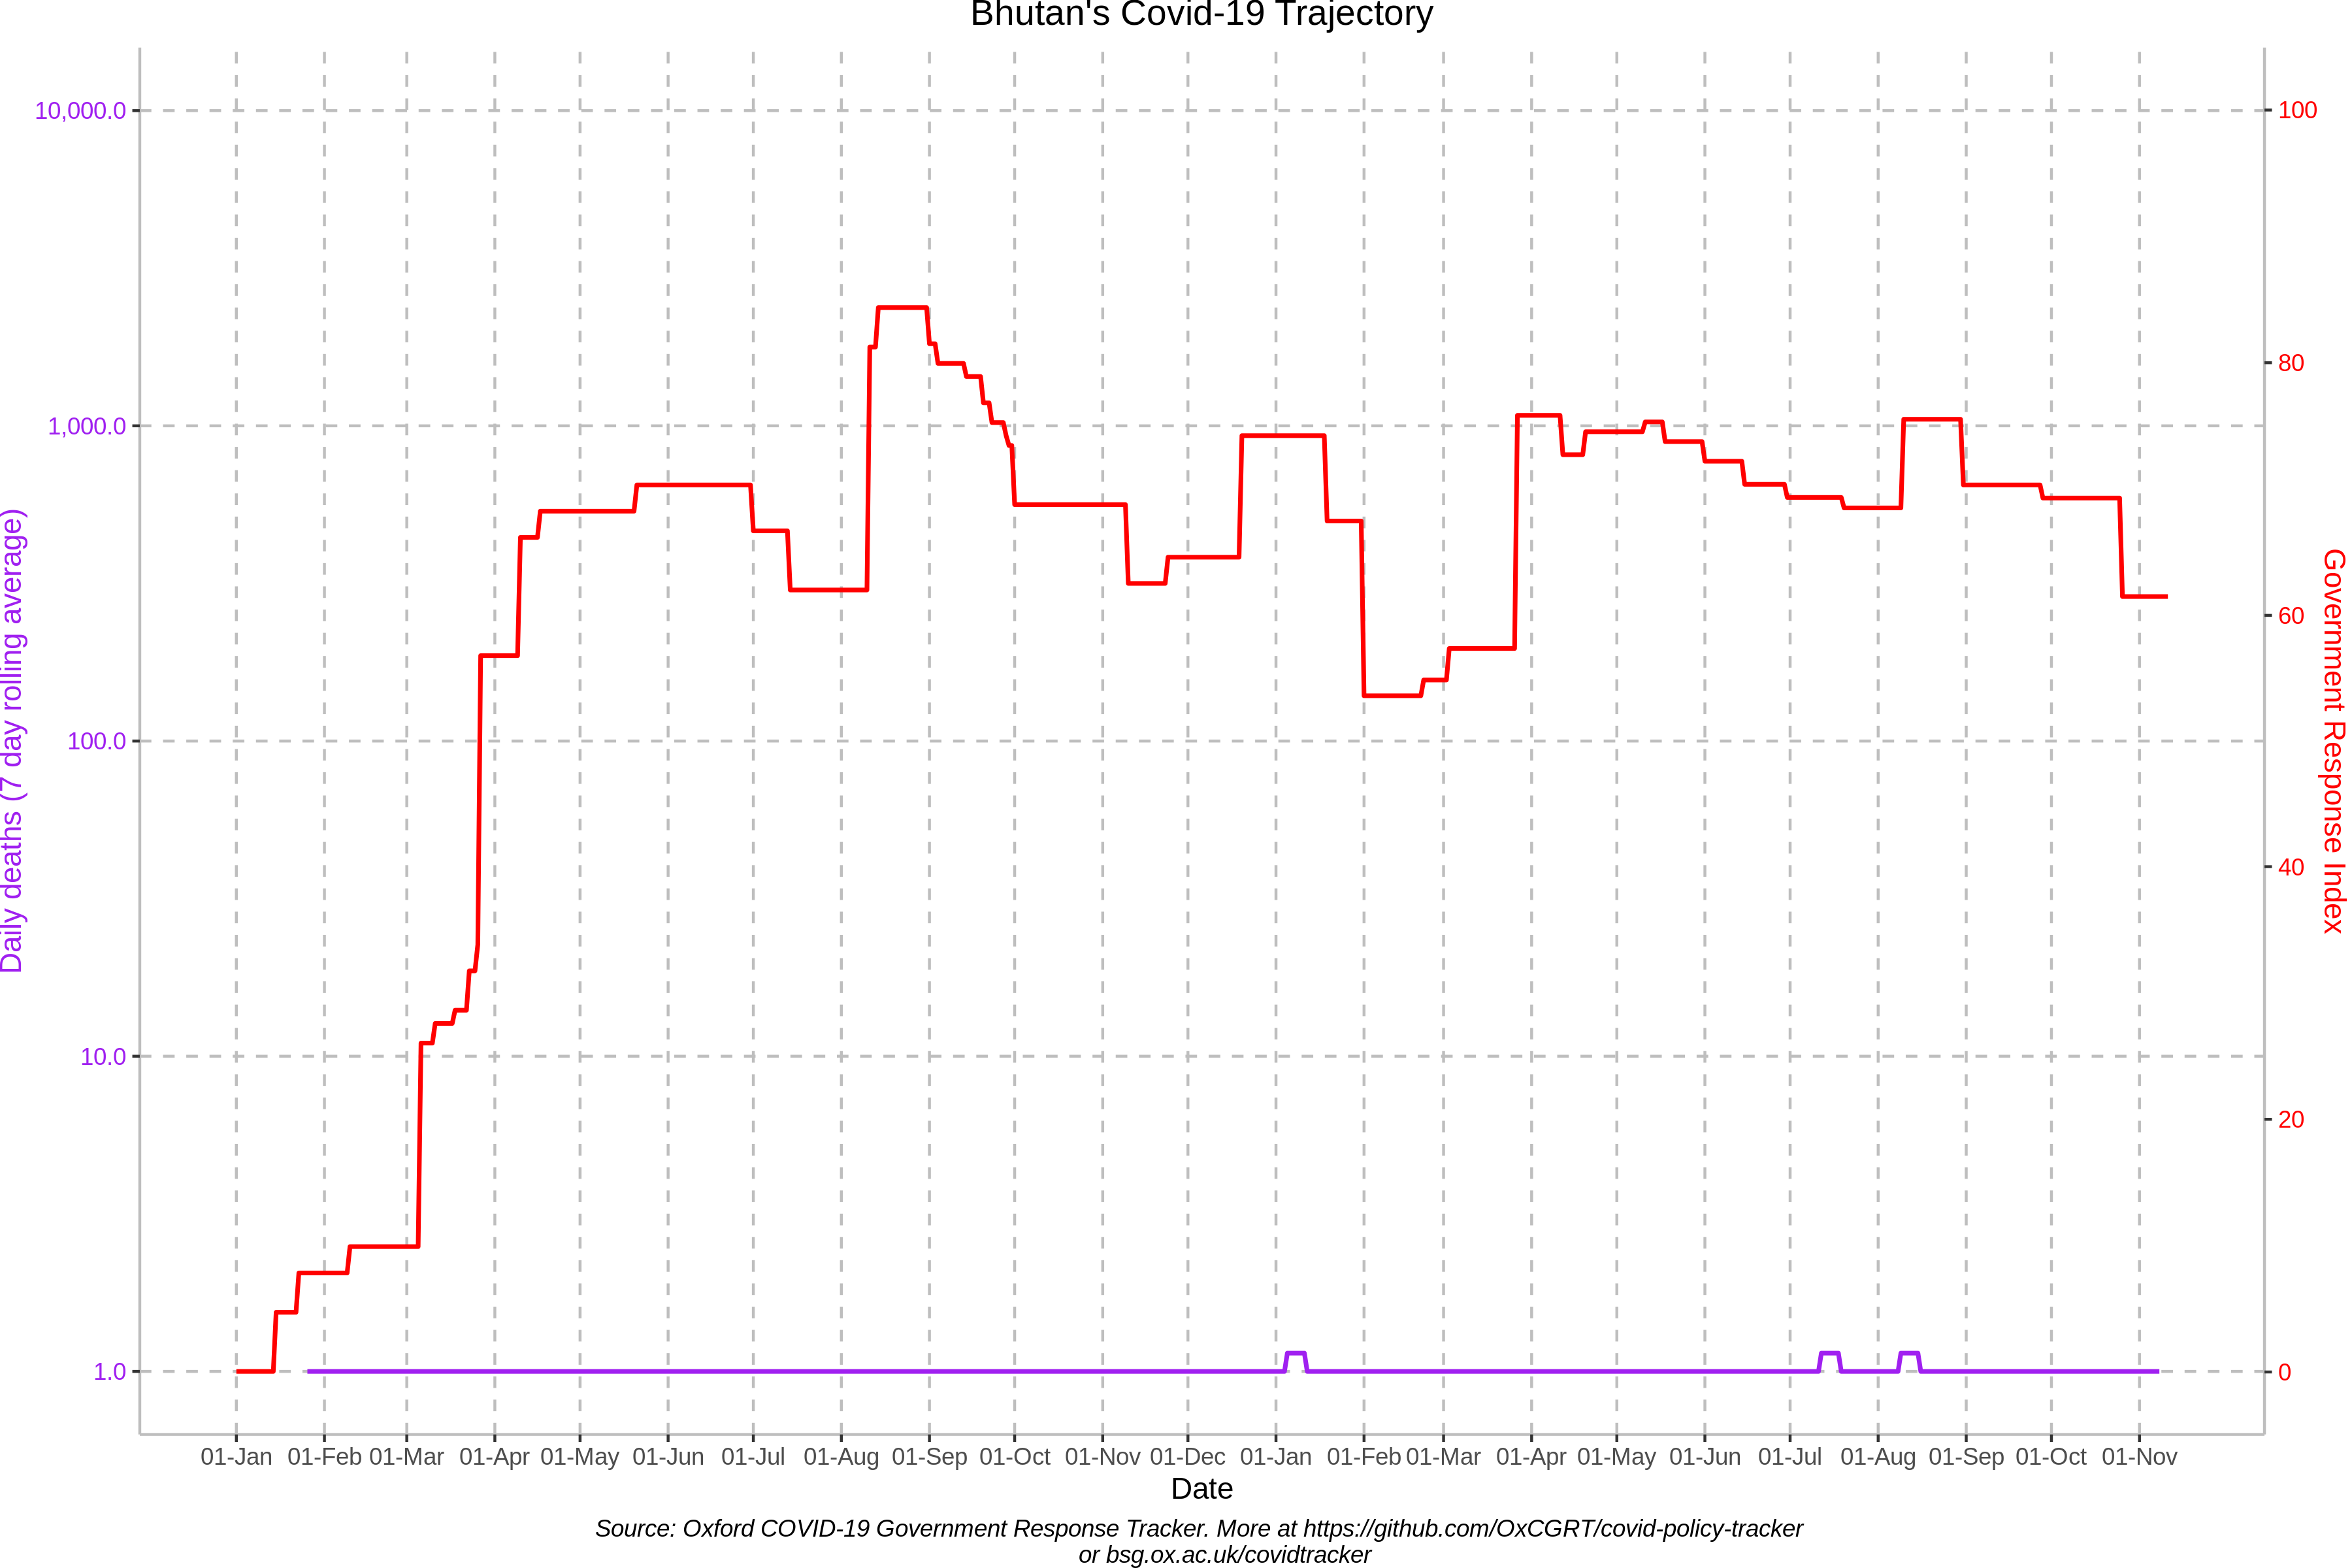 Bhutan's Covid-19 Trajectory
10,000.0
1,000.0
100.0
10.0
1.0
Daily deaths (7 day rolling average)
100
80
60
40
20
0
Government Response Index
01-Jan 01-Feb 01-Mar 01-Apr 01-May 01-Jun 01-Jul 01-Aug 01-Sep 01-Oct 01-Nov 01-Dec 01-Jan 01-Feb 01-Mar 01-Apr 01-May 01-Jun 01-Jul 01-Aug 01-Sep 01-Oct 01-Nov
Date
Source: Oxford COVID-19 Government Response Tracker. More at https://github.com/OxCGRT/covid-policy-tracker
or bsg.ox.ac.uk/covidtracker